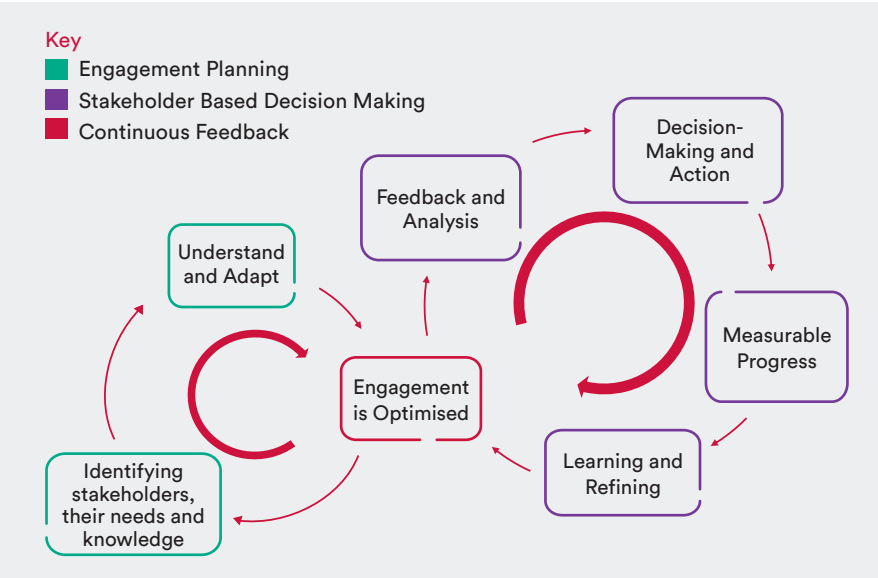 Key
Engagement Planning
Stakeholder Based Decision Making
Continuous Feedback
Decision-
Making and
Action
Feedback and
Analysis
Understand
and Adapt
Measurable
Progress
Engagement
is Optimised
Learning and
Refining
Identifying
stakeholders,
their needs and
knowledge